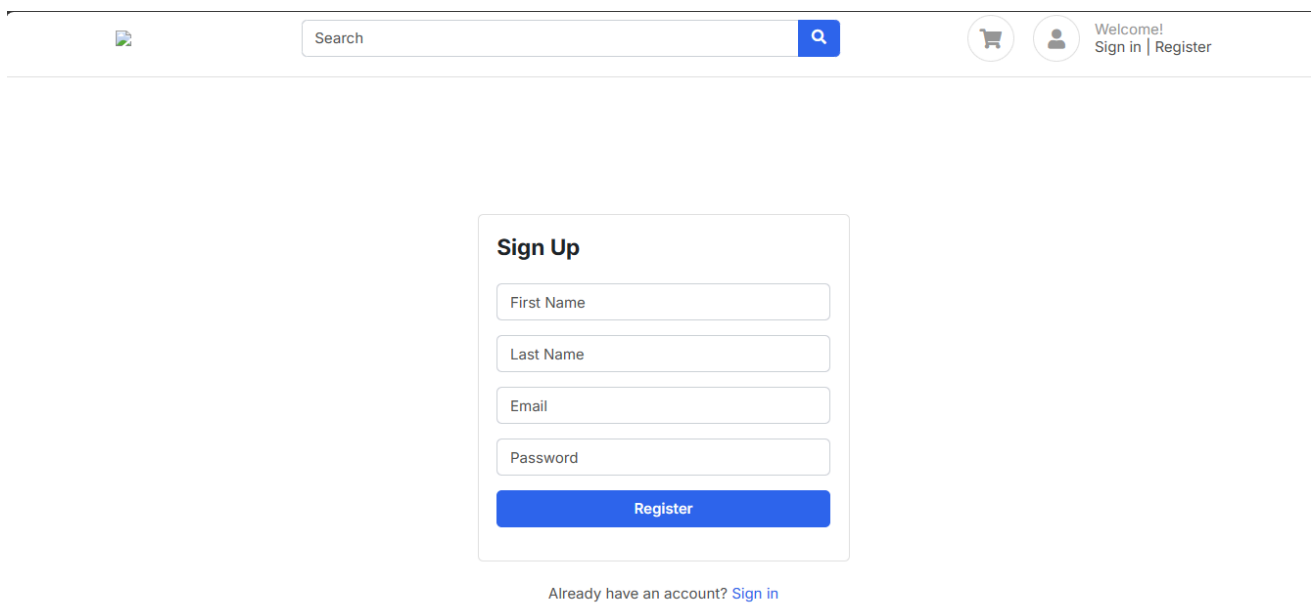 Search
Welcome!
Sign in | Register
Sign Up
First Name
Last Name
Email
Password
Register
Already have an account? Sign in